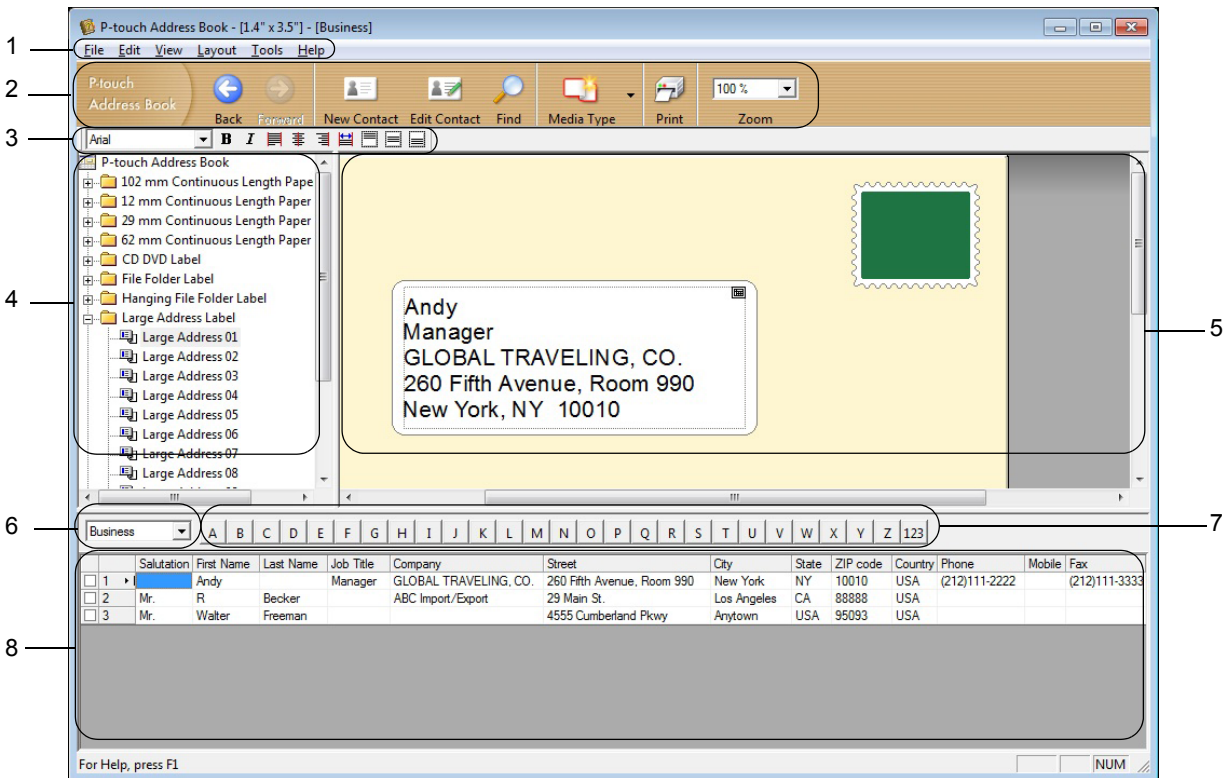 P-touch Address Book - [1.4" x 3.5"] - [Business]
1
File Edit View Layout Tools Help
2
P-touch
Address Book
Back Forward New Contact Edit Contact Find Media Type Print 100 % Zoom
3
Arial B I
4
P-touch Address Book
102 mm Continuous Length Pape
12 mm Continuous Length Paper
29 mm Continuous Length Paper
62 mm Continuous Length Paper
CD DVD Label
File Folder Label
Hanging File Folder Label
Large Address Label
Large Address 01
Large Address 02
Large Address 03
Large Address 04
Large Address 05
Large Address 06
Large Address 07
Large Address 08
Andy
Manager
GLOBAL TRAVELING, CO.
260 Fifth Avenue, Room 990
New York, NY 10010
5
6
Business
A B C D E F G H I J K L M N O P Q R S T U V W X Y Z 123
7
Salutation First Name Last Name Job Title Company Street City State ZIP code Country Phone Mobile Fax
1 Andy Manager GLOBAL TRAVELING, CO. 260 Fifth Avenue, Room 990 New York NY 10010 USA (212)111-2222 (212)111-3333
2 Mr. R Becker ABC Import/Export 29 Main St. Los Angeles CA 88888 USA
3 Mr. Walter Freeman 4555 Cumberland Pkwy Anytown USA 95093 USA
8
For Help, press F1
NUM